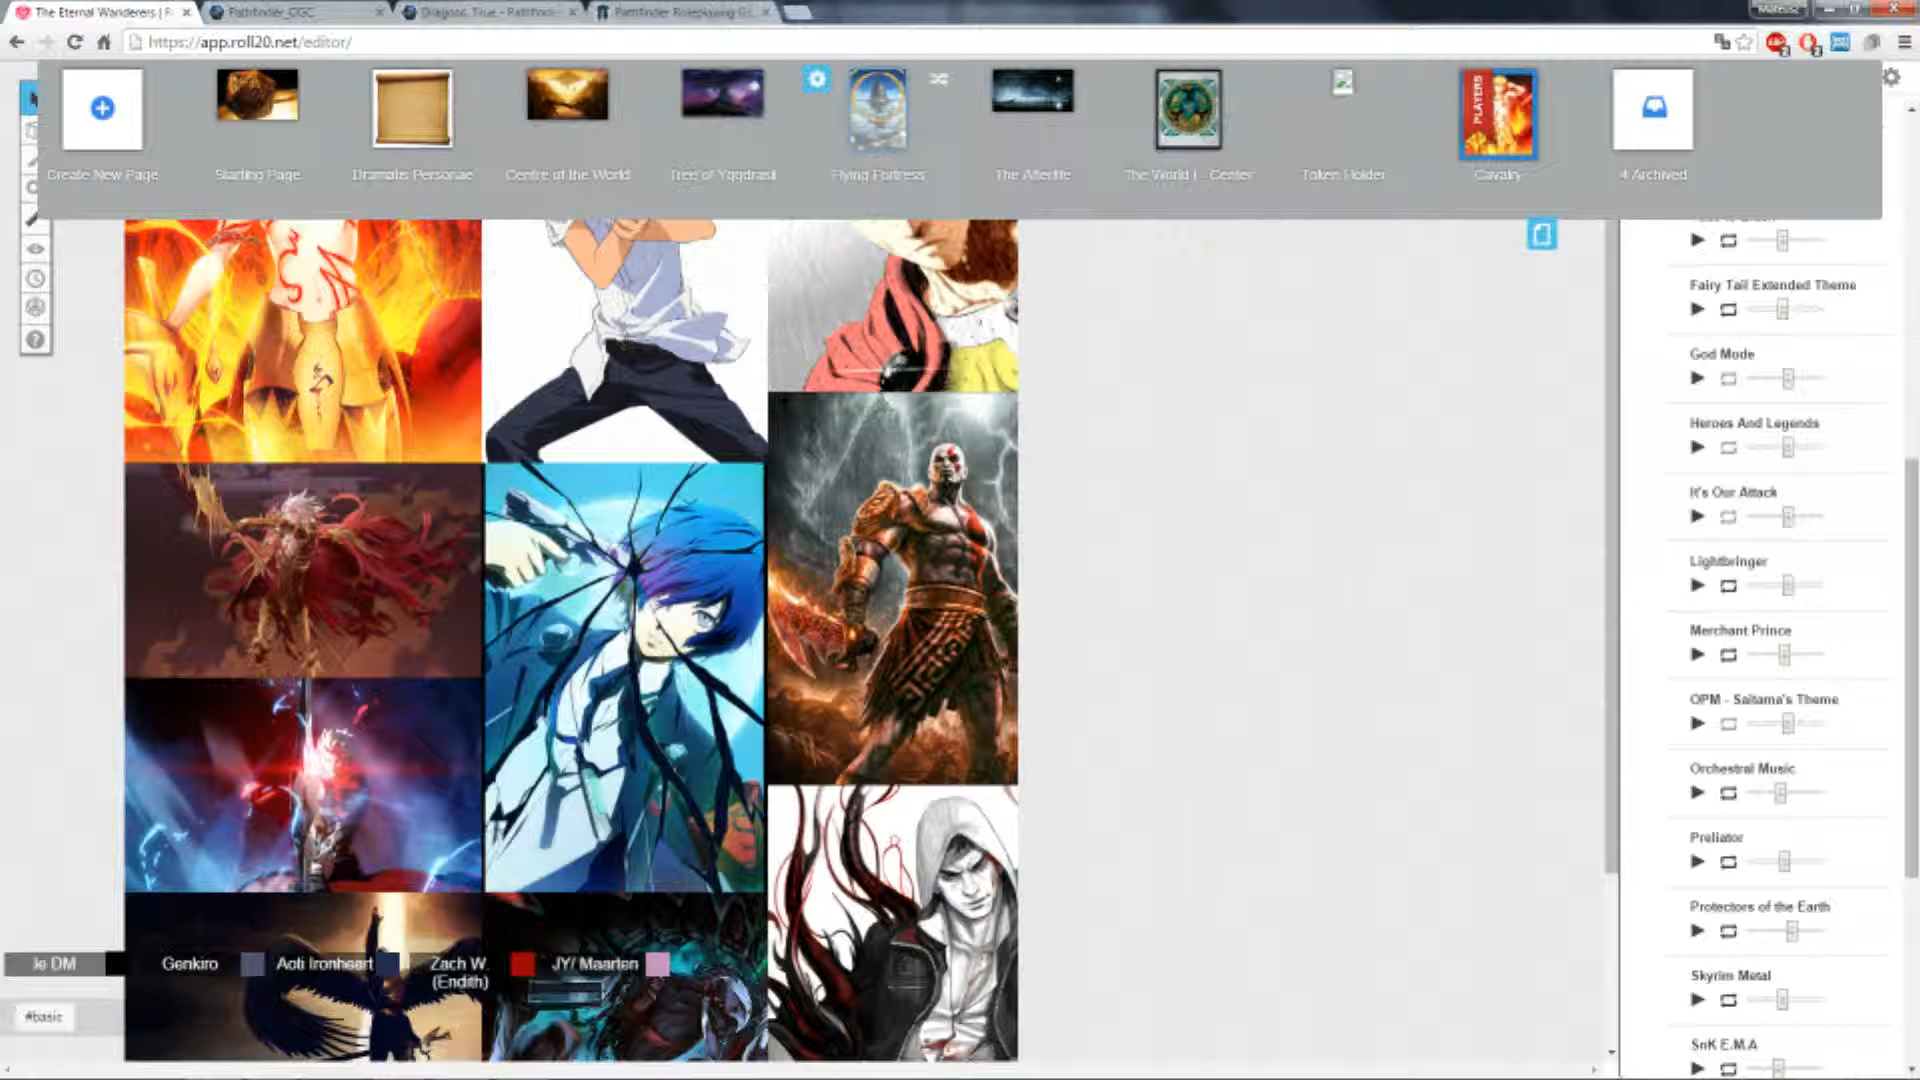 The Eternal Wanderers | R
Pathfinder_OGC
Dragons, True - Pathfind
Pathfinder Roleplaying G
Mateusz
https://app.roll20.net/editor/
PLAYERS
Create New Page
Starting Page
Dramatis Personae
Centre of the World
Tree of Yggdrasil
Flying Fortress
The Afterlife
The World I - Center
Token Holder
Cavalry
4 Archived
Fairy Tail Extended Theme
God Mode
Heroes And Legends
It's Our Attack
Lightbringer
Merchant Prince
OPM - Saitama's Theme
Orchestral Music
Preliator
Protectors of the Earth
Skyrim Metal
SnK E.M.A
le DM
Genkiro
Aoti Ironheart
Zach W.
(Endith)
JY/ Maarten
#basic